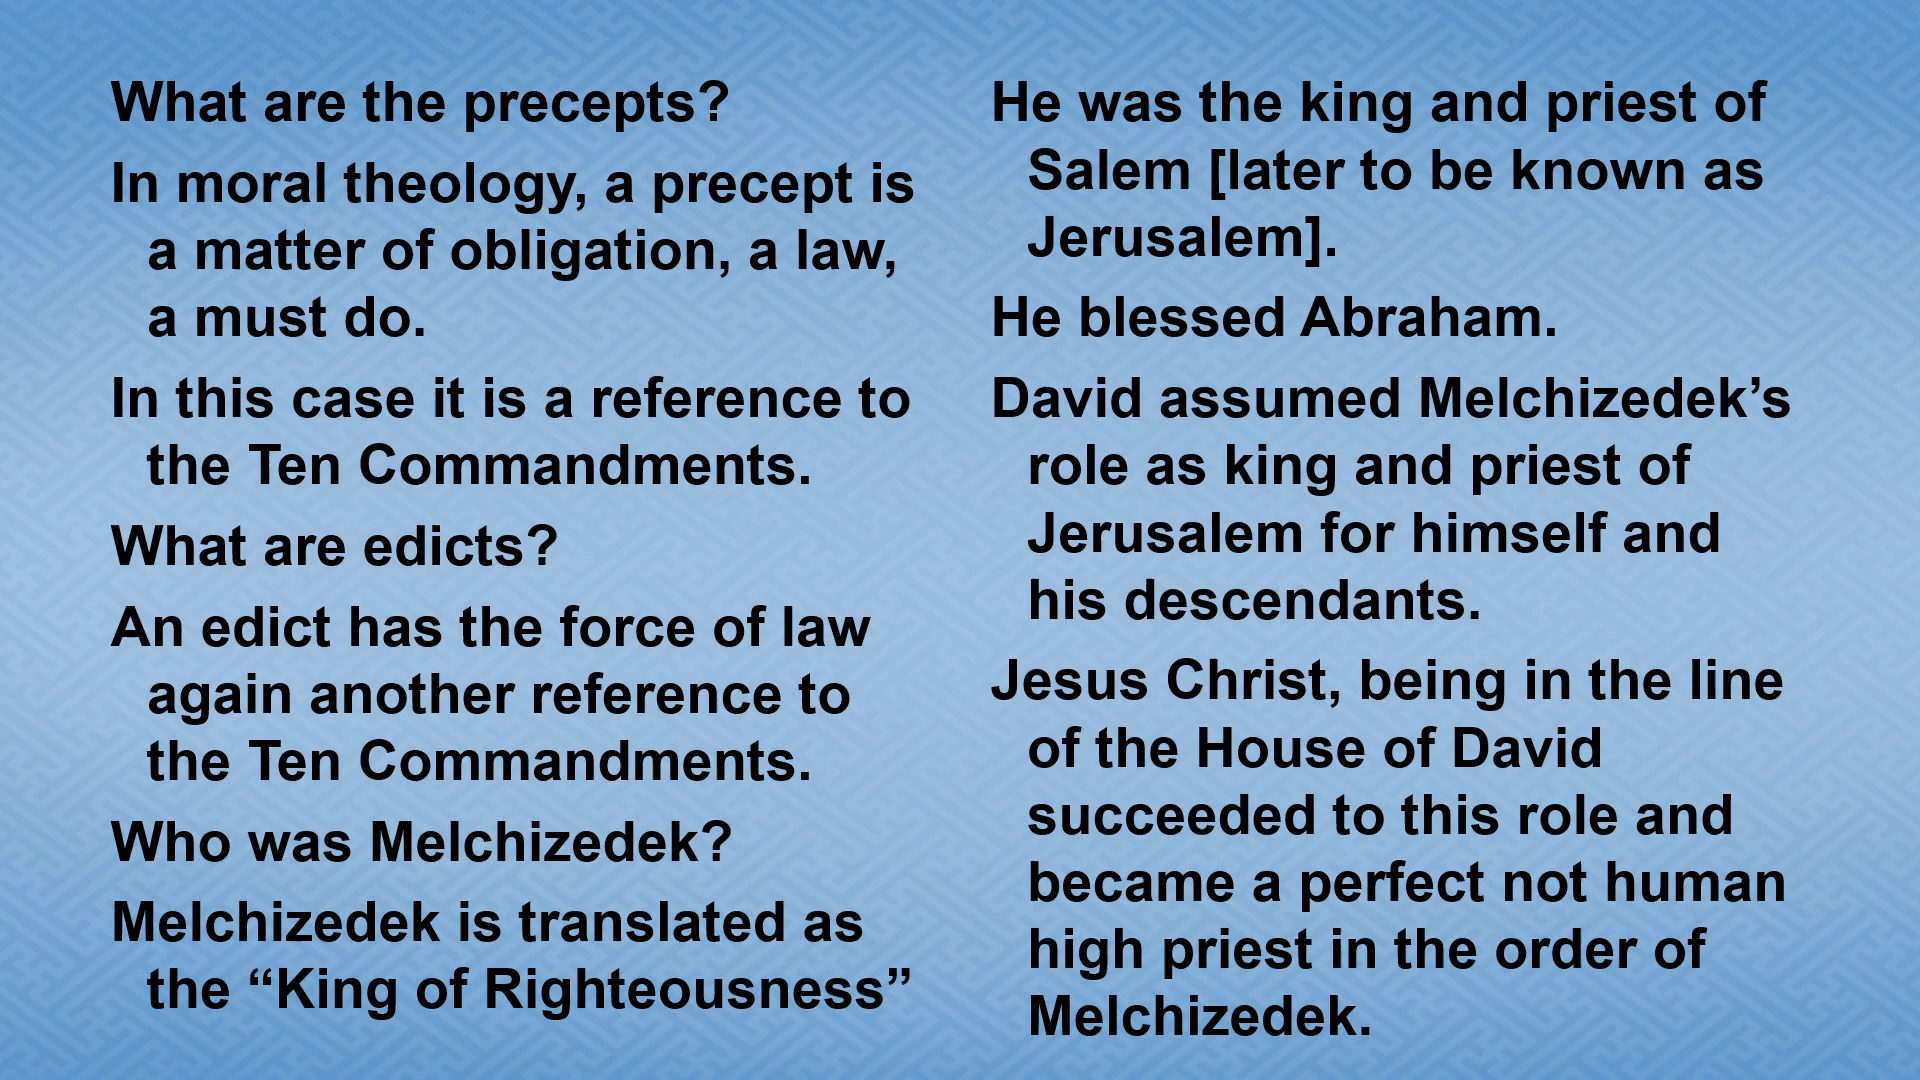 What are the precepts?
In moral theology, a precept is
a matter of obligation, a law,
a must do.
In this case it is a reference to
the Ten Commandments.
What are edicts?
An edict has the force of law
again another reference to
the Ten Commandments.
Who was Melchizedek?
Melchizedek is translated as
the “King of Righteousness”
He was the king and priest of
Salem [later to be known as
Jerusalem].
He blessed Abraham.
David assumed Melchizedek’s
role as king and priest of
Jerusalem for himself and
his descendants.
Jesus Christ, being in the line
of the House of David
succeeded to this role and
became a perfect not human
high priest in the order of
Melchizedek.